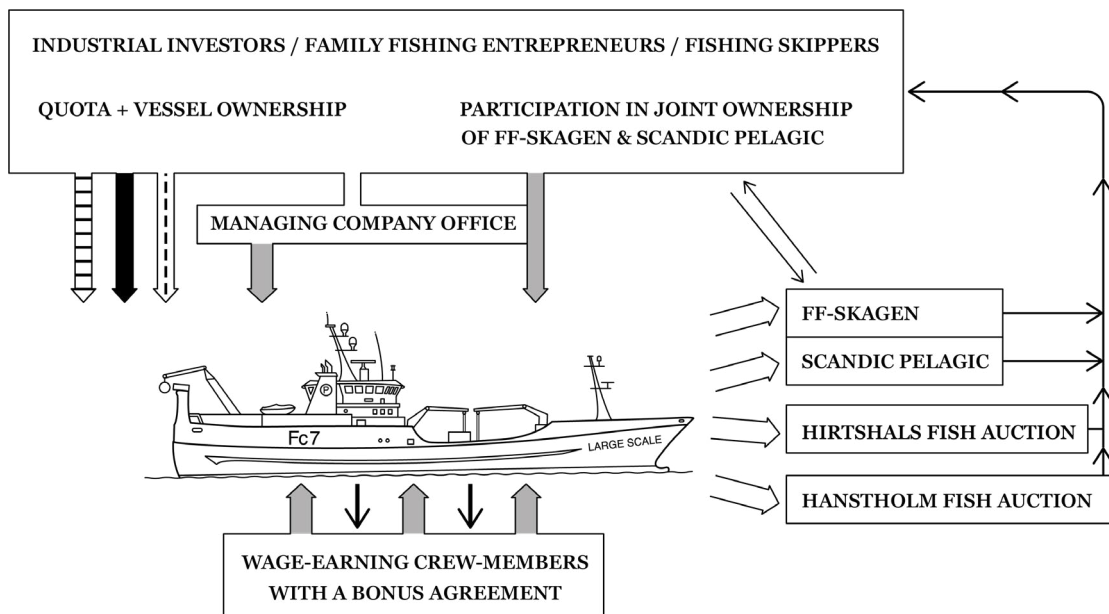 INDUSTRIAL INVESTORS / FAMILY FISHING ENTREPRENEURS / FISHING SKIPPERS
QUOTA + VESSEL OWNERSHIP
PARTICIPATION IN JOINT OWNERSHIP
OF FF-SKAGEN & SCANDIC PELAGIC
MANAGING COMPANY OFFICE
FF-SKAGEN
SCANDIC PELAGIC
HIRTSHALS FISH AUCTION
HANSTHOLM FISH AUCTION
P
Fc7
LARGE SCALE
WAGE-EARNING CREW-MEMBERS
WITH A BONUS AGREEMENT